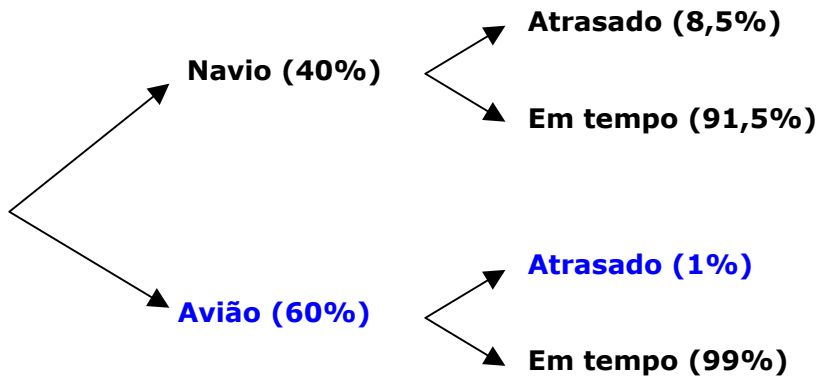 Atrasado (8,5%)
Navio (40%)
Em tempo (91,5%)
Atrasado (1%)
Avião (60%)
Em tempo (99%)